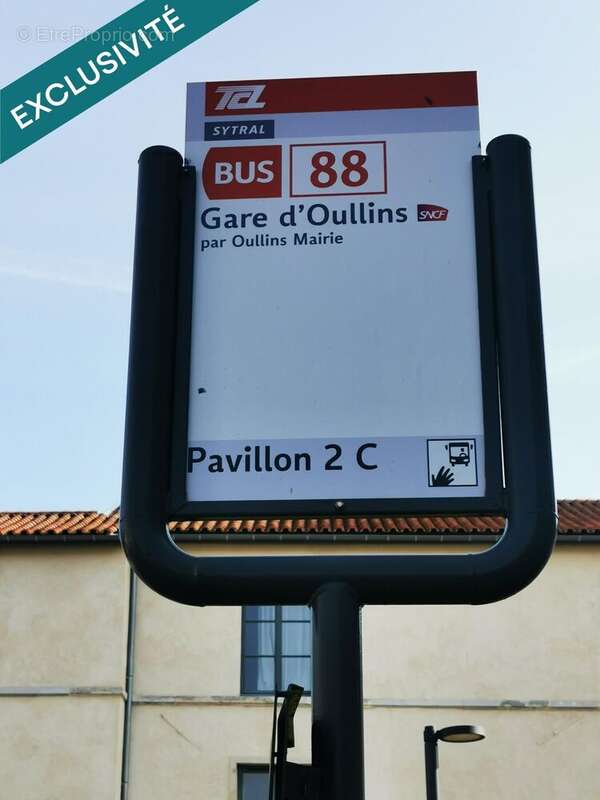 © EtreProprio.com
EXCLUSIVITÉ
TCL
SYTRAL
BUS 88
Gare d'Oullins SNCF
par Oullins Mairie
Pavillon 2 C